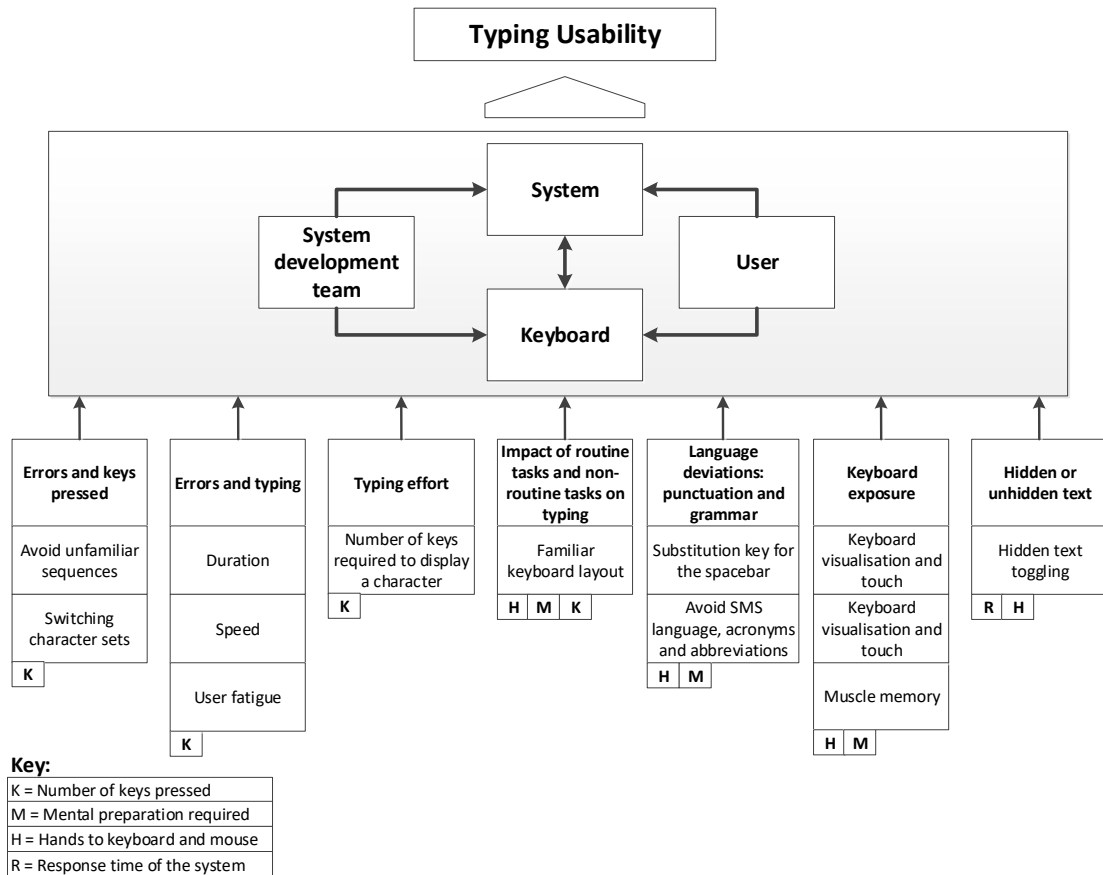 Typing Usability
System
System
development
team
User
Keyboard
Errors and keys
pressed
Avoid unfamiliar
sequences
Switching
character sets
K
Errors and typing
Duration
Speed
User fatigue
K
Typing effort
Number of keys
required to display
a character
K
Impact of routine
tasks and non-
routine tasks on
typing
Familiar
keyboard layout
H M K
Language
deviations:
punctuation and
grammar
Substitution key for
the spacebar
Avoid SMS
language, acronyms
and abbreviations
H M
Keyboard
exposure
Keyboard
visualisation and
touch
Keyboard
visualisation and
touch
Muscle memory
H M
Hidden or
unhidden text
Hidden text
toggling
R H
Key:
K = Number of keys pressed
M = Mental preparation required
H = Hands to keyboard and mouse
R = Response time of the system